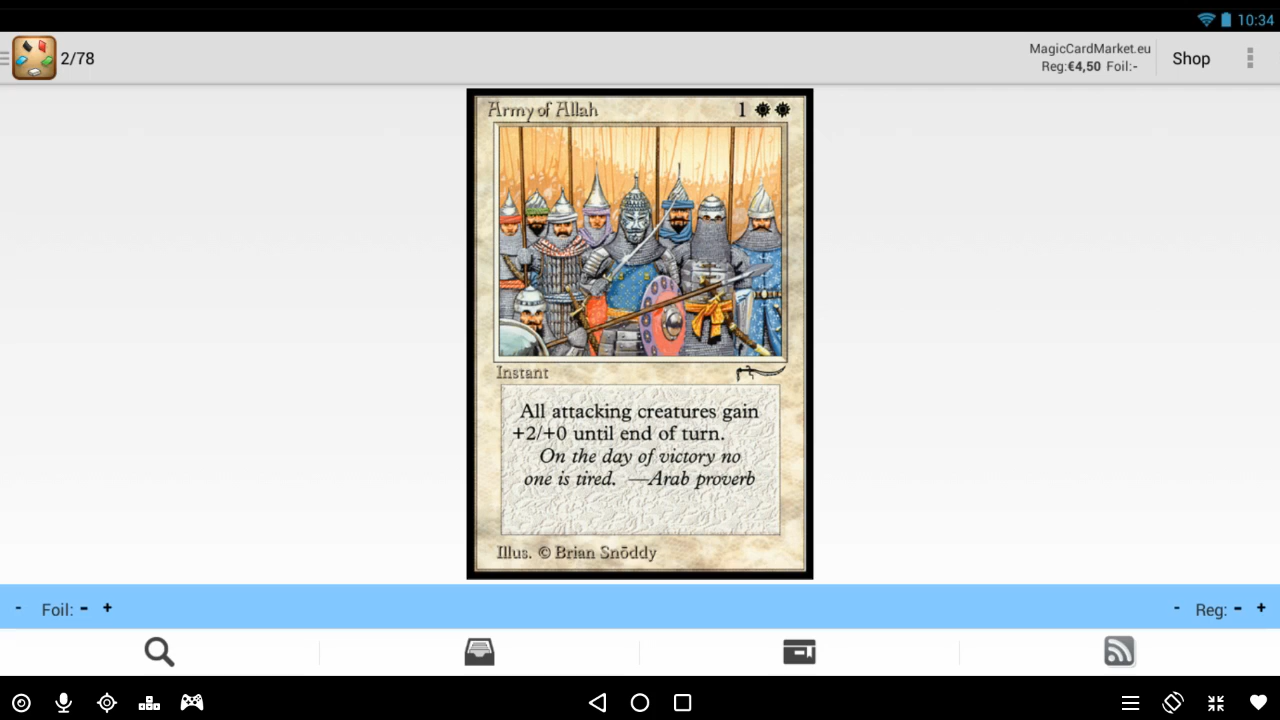 10:34
2/78
MagicCardMarket.eu
Reg:€4,50 Foil:-
Shop
Army of Allah 1
Instant
All attacking creatures gain
+2/+0 until end of turn.
On the day of victory no
one is tired. —Arab proverb
Illus. © Brian Snōddy
- Foil: - +
- Reg: - +